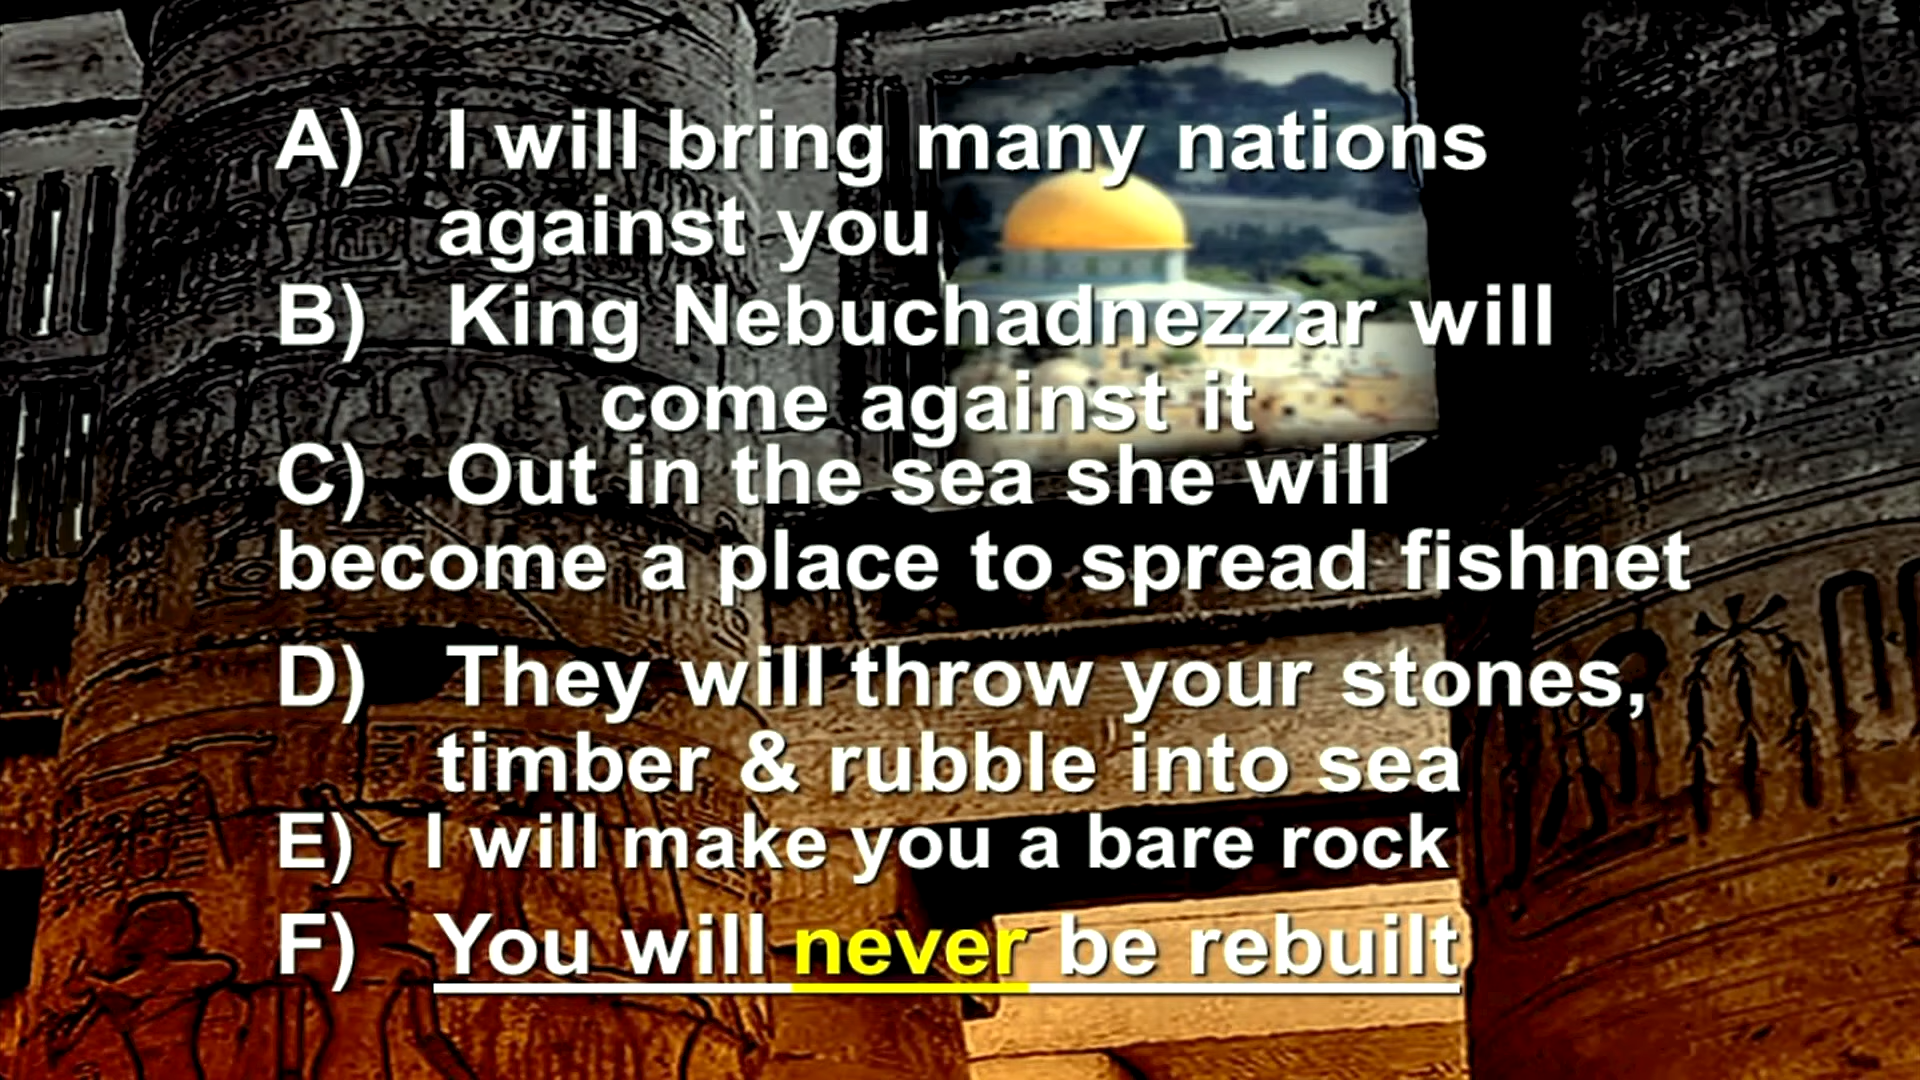 A) I will bring many nations
against you
B) King Nebuchadnezzar will
come against it
C) Out in the sea she will
become a place to spread fishnet
D) They will throw your stones,
timber & rubble into sea
E) I will make you a bare rock
F) You will never be rebuilt